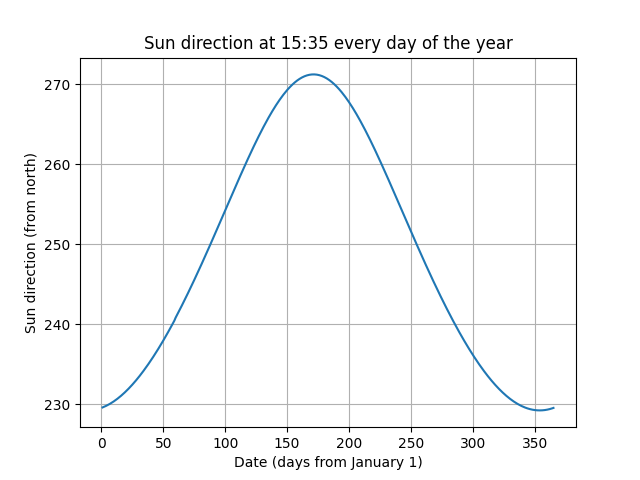 Sun direction at 15:35 every day of the year
Sun direction (from north)
270
260
250
240
230
0 50 100 150 200 250 300 350
Date (days from January 1)